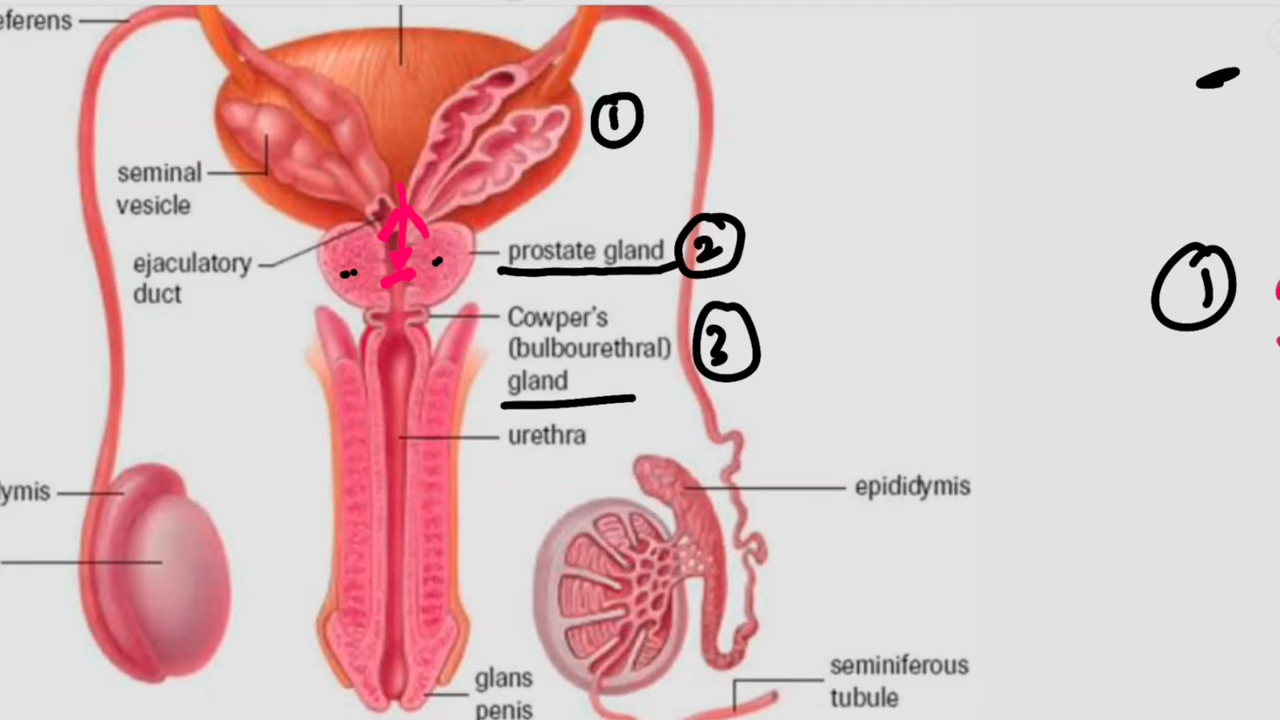 eferens
①
seminal
vesicle
prostate gland ②
ejaculatory
duct
①
Cowper's
(bulbourethral)
gland
③
urethra
ymis
epididymis
seminiferous
tubule
glans
penis